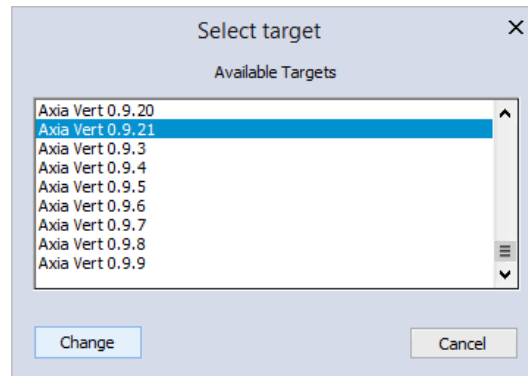 Select target
Available Targets
Axia Vert 0.9.20
Axia Vert 0.9.21
Axia Vert 0.9.3
Axia Vert 0.9.4
Axia Vert 0.9.5
Axia Vert 0.9.6
Axia Vert 0.9.7
Axia Vert 0.9.8
Axia Vert 0.9.9
Change Cancel